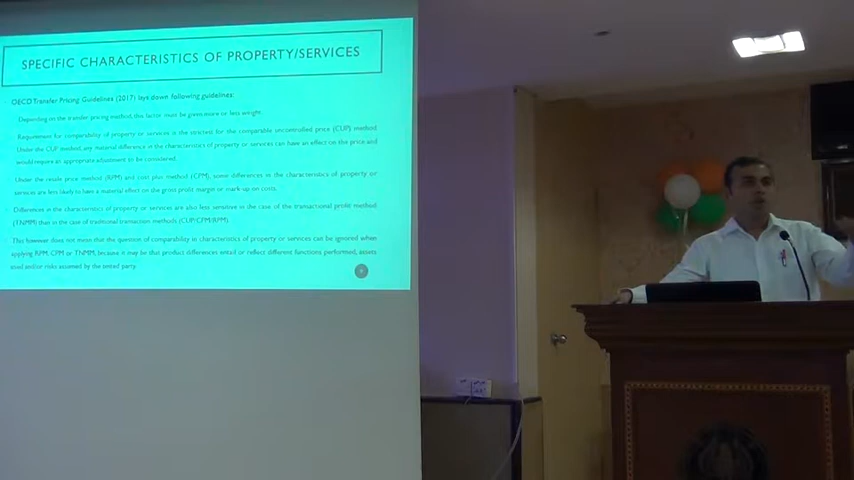 SPECIFIC CHARACTERISTICS OF PROPERTY/SERVICES
OECD Transfer Pricing Guidelines (2017) lays down following guidelines:
Depending on the transfer pricing method, this factor must be given more or less weight.
Requirement for comparability of property or services is the strictest for the comparable uncontrolled price (CUP) method
Under the CUP method, any material difference in the characteristics of property or services can have an effect on the price and
would require an appropriate adjustment to be considered.
Under the resale price method (RPM) and cost plus method (CPM), some differences in the characteristics of property or
services are less likely to have a material effect on the gross profit margin or mark-up on costs.
Differences in the characteristics of property or services are also less sensitive in the case of the transactional profit method
(TNMM) than in the case of traditional transaction methods (CUP/CPM/RPM).
This however does not mean that the question of comparability in characteristics of property or services can be ignored when
applying RPM, CPM or TNMM, because it may be that product differences entail or reflect different functions performed, assets
used and/or risks assumed by the tested party.